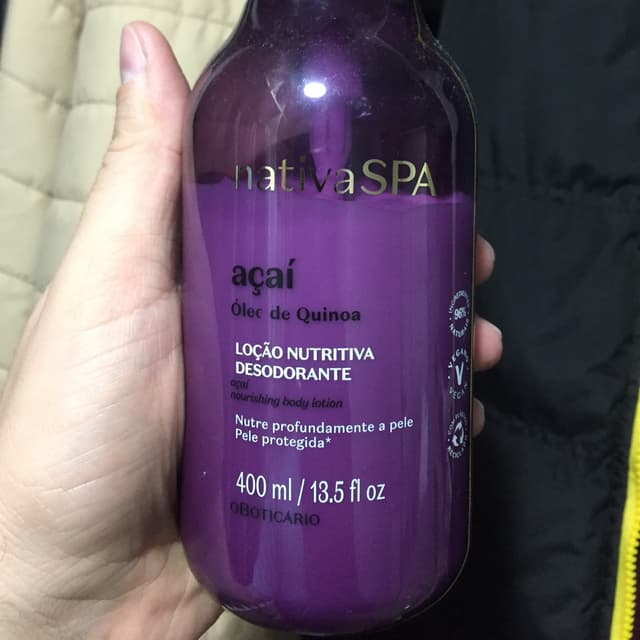 nativaSPA
açaí
Óleo de Quinoa
LOÇÃO NUTRITIVA
DESODORANTE
açaí
nourishing body lotion
Nutre profundamente a pele
Pele protegida*
400 ml / 13.5 fl oz
oBOTICÁRIO
96%
V